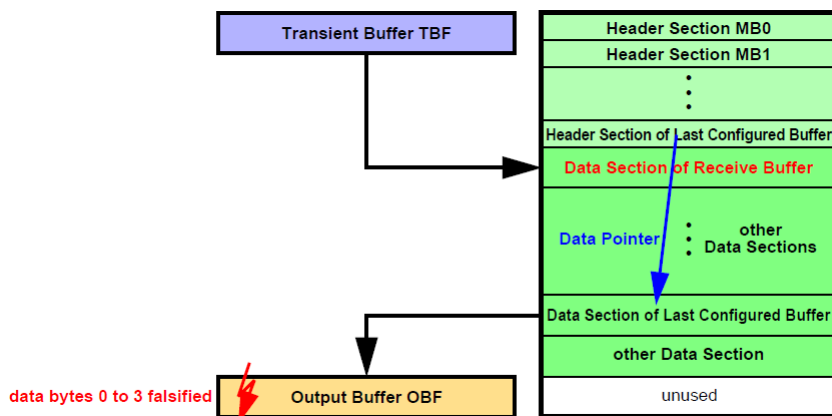 Transient Buffer TBF
Header Section MB0
Header Section MB1
Header Section of Last Configured Buffer
Data Section of Receive Buffer
Data Pointer
other
Data Sections
Data Section of Last Configured Buffer
other Data Section
data bytes 0 to 3 falsified
Output Buffer OBF
unused